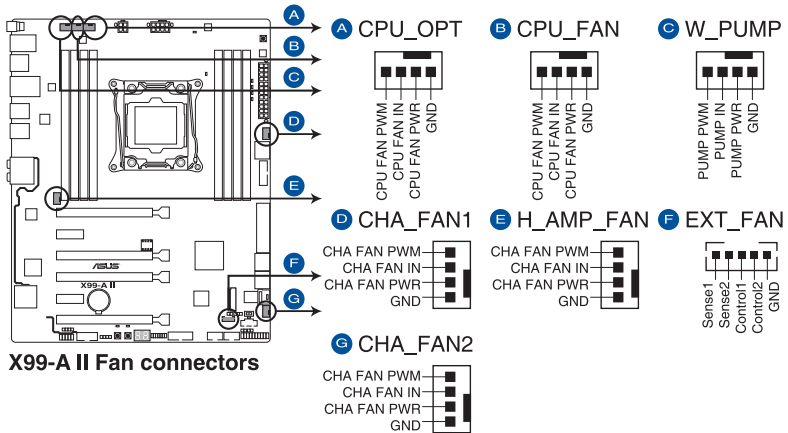 A
B
C
D
E
F
G
ASUS
X99-A II
X99-A II Fan connectors
A CPU_OPT
CPU FAN PWM
CPU FAN IN
CPU FAN PWR
GND
B CPU_FAN
CPU FAN PWM
CPU FAN IN
CPU FAN PWR
GND
C W_PUMP
PUMP PWM
PUMP IN
PUMP PWR
GND
D CHA_FAN1
CHA FAN PWM
CHA FAN IN
CHA FAN PWR
GND
E H_AMP_FAN
CHA FAN PWM
CHA FAN IN
CHA FAN PWR
GND
F EXT_FAN
Sense1
Sense2
Control1
Control2
GND
G CHA_FAN2
CHA FAN PWM
CHA FAN IN
CHA FAN PWR
GND